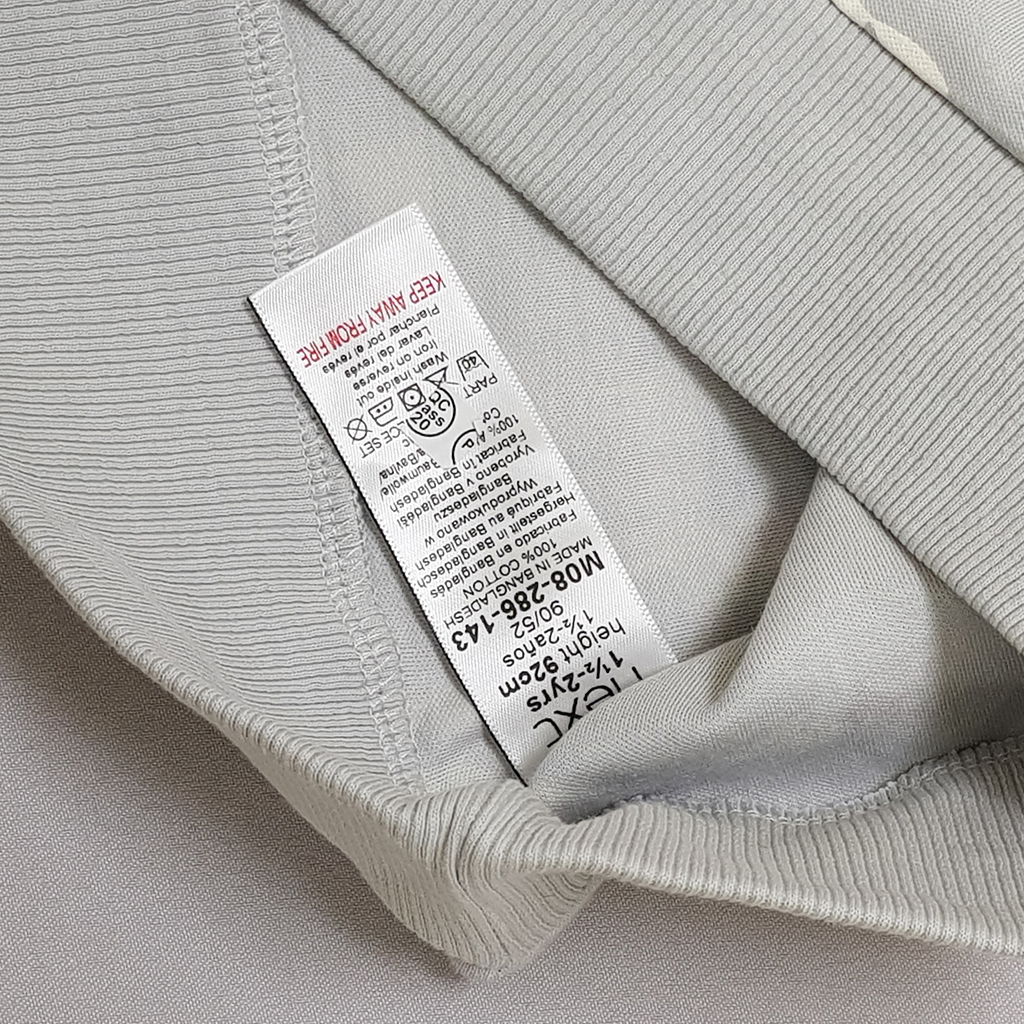 next
1½-2yrs
height 92cm
1½-2años
90/52
M08-286-143
MADE IN BANGLADESH
100% COTTON
Fabricado en Bangladés
Hergestellt in Bangladesch
Fabriqué au Bangladesh
Wyprodukowano w
Bangladeszu
Vyrobeno v Bangladéši
Fabricat în Bangladesh
100%
PART
40
Wash inside out
Iron on reverse
Lavar del revés
Planchar por el revés
KEEP AWAY FROM FIRE